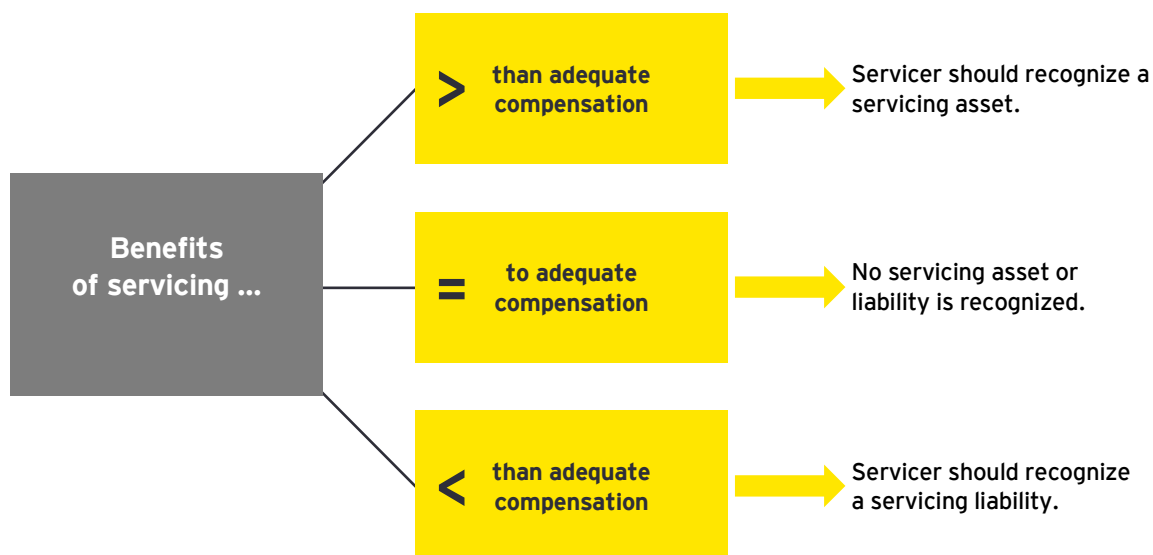 Benefits
of servicing ...
>
than adequate
compensation
Servicer should recognize a
servicing asset.
=
to adequate
compensation
No servicing asset or
liability is recognized.
<
than adequate
compensation
Servicer should recognize
a servicing liability.